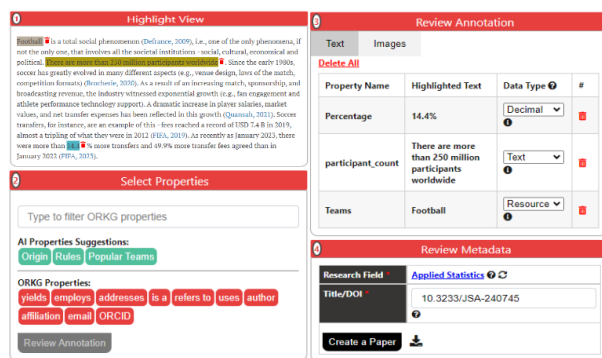 1 Highlight View
Football is a total social phenomenon (Defrance, 2009), i.e., one of the only phenomena, if
not the only one, that involves all the societal institutions - social, cultural, economical and
political. There are more than 250 million participants worldwide. Since the early 1980s,
soccer has greatly evolved in many different aspects (e.g., venue design, laws of the match,
competition formats) (Boncherie, 2020). As a result of an increasing match, sponsorship, and
broadcasting revenue, the industry witnessed exponential growth (e.g., fan engagement and
athlete performance technology support). A dramatic increase in player salaries, market
values, and net transfer expenses has been reflected in this growth (Quansah, 2021). Soccer
transfers, for instance, are an example of this –fees reached a record of USD 7.4 B in 2019,
almost a tripling of what they were in 2012 (FIFA, 2019). As recently as January 2023, there
were more than 14.4% more transfers and 49.9% more transfer fees agreed than in
January 2022 (FIFA, 2023).
2 Select Properties
Type to filter ORKG properties
AI Properties Suggestions:
Origin Rules Popular Teams
ORKG Properties:
yields employs addresses is a refers to uses author
affiliation email ORCID
Review Annotation
3 Review Annotation
Text Images
Delete All
Property Name Highlighted Text Data Type #
Percentage 14.4% Decimal
participant_count There are more than 250 million participants worldwide Text
Teams Football Resource
4 Review Metadata
Research Field * Applied Statistics
Title/DOI * 10.3233/JSA-240745
Create a Paper